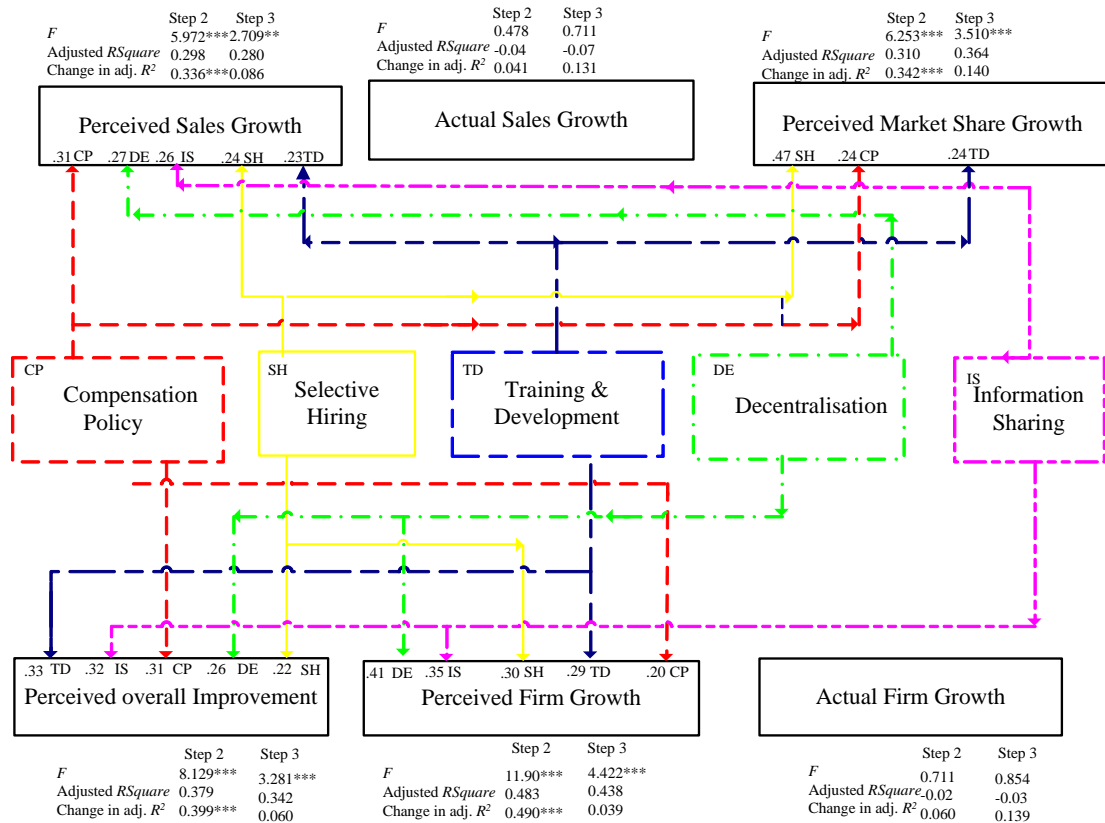 Step 2 Step 3
F 5.972*** 2.709**
Adjusted RSquare 0.298 0.280
Change in adj. R² 0.336*** 0.086
Step 2 Step 3
0.478 0.711
-0.04 -0.07
0.041 0.131
Step 2 Step 3
F 6.253*** 3.510***
Adjusted RSquare 0.310 0.364
Change in adj. R² 0.342*** 0.140
Perceived Sales Growth
.31 CP .27 DE .26 IS .24 SH .23 TD
Actual Sales Growth
Perceived Market Share Growth
.47 SH .24 CP .24 TD
CP
Compensation
Policy
SH
Selective
Hiring
TD
Training &
Development
DE
Decentralisation
IS
Information
Sharing
.33 TD .32 IS .31 CP .26 DE .22 SH
Perceived overall Improvement
.41 DE .35 IS .30 SH .29 TD .20 CP
Perceived Firm Growth
Actual Firm Growth
Step 2 Step 3
F 8.129*** 3.281***
Adjusted RSquare 0.379 0.342
Change in adj. R² 0.399*** 0.060
Step 2 Step 3
F 11.90*** 4.422***
Adjusted RSquare 0.483 0.438
Change in adj. R² 0.490*** 0.039
Step 2 Step 3
F 0.711 0.854
Adjusted RSquare -0.02 -0.03
Change in adj. R² 0.060 0.139